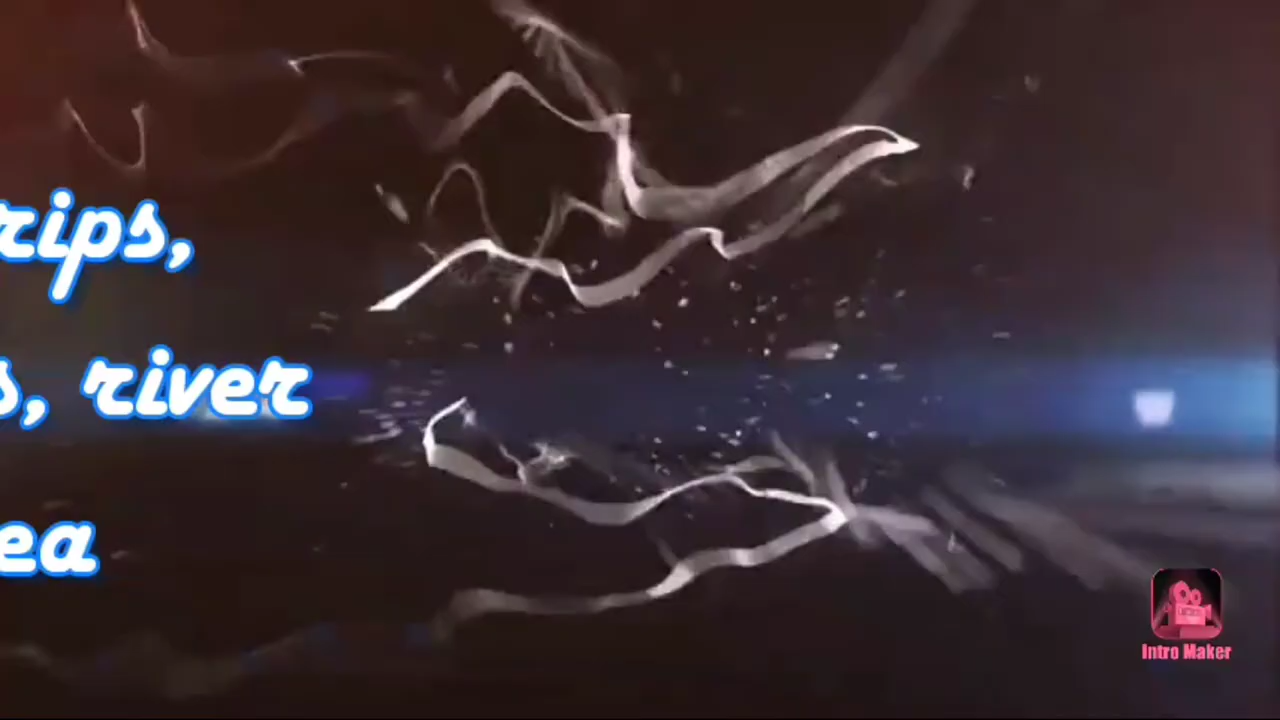 rips,
s, river
ea
Intro Maker